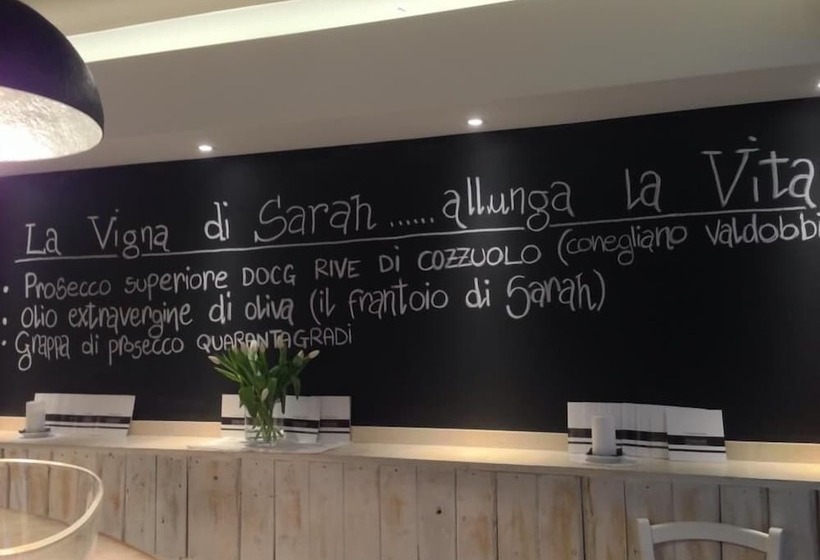 La Vigna di Sarah ...... allunga la Vita
• Prosecco superiore DOCG RIVE DI COZZUOLO (conegliano valdobbi
• olio extravergine di oliva (il frantoio di Sarah)
• Grappa di prosecco QUARANTAGRADI